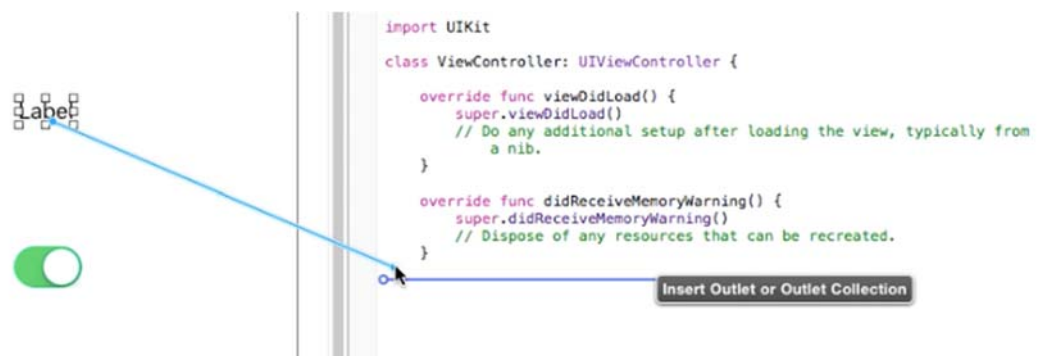 import UIKit
class ViewController: UIViewController {
override func viewDidLoad() {
super.viewDidLoad()
// Do any additional setup after loading the view, typically from
a nib.
}
override func didReceiveMemoryWarning() {
super.didReceiveMemoryWarning()
// Dispose of any resources that can be recreated.
}
Label
Insert Outlet or Outlet Collection